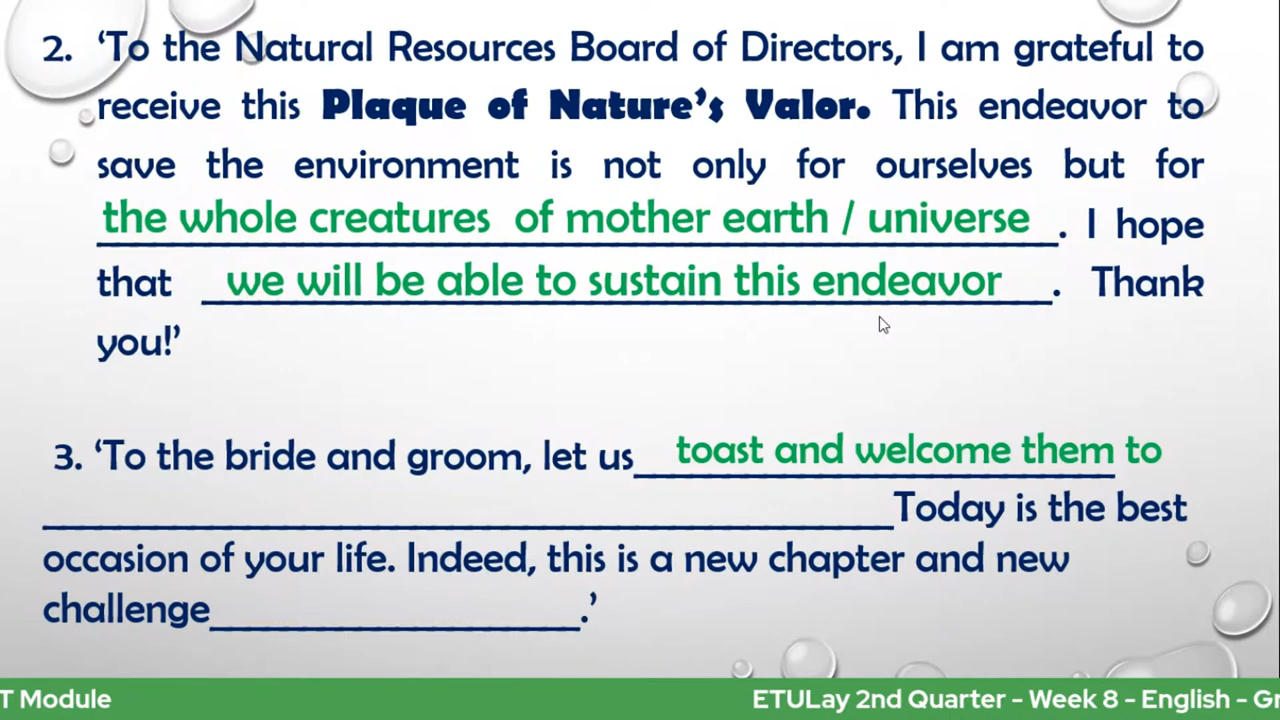 2. ‘To the Natural Resources Board of Directors, I am grateful to
receive this Plaque of Nature’s Valor. This endeavor to
save the environment is not only for ourselves but for
the whole creatures of mother earth / universe. I hope
that we will be able to sustain this endeavor. Thank
you!’
3. ‘To the bride and groom, let us toast and welcome them to
____________________Today is the best
occasion of your life. Indeed, this is a new chapter and new
challenge____________________.’
T Module
ETULay 2nd Quarter - Week 8 - English - Gr